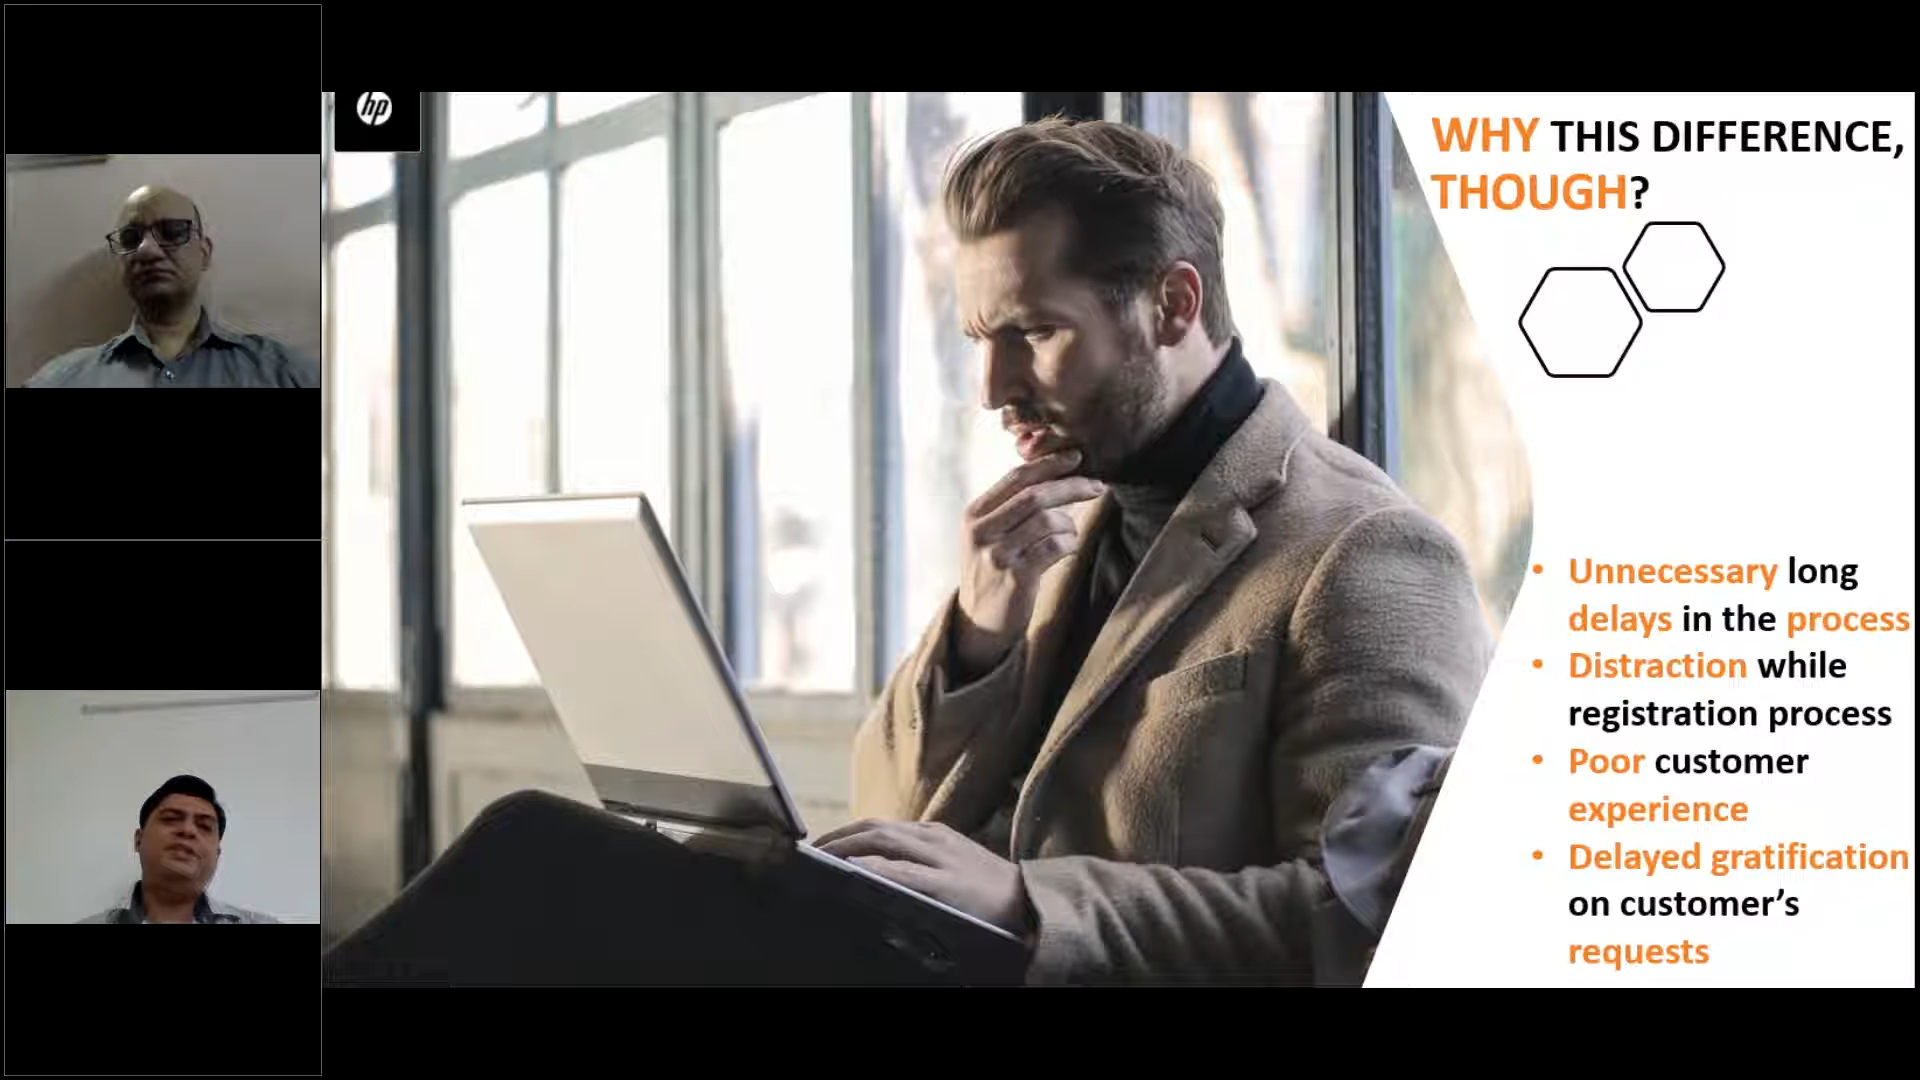 hp
WHY THIS DIFFERENCE,
THOUGH?
• Unnecessary long
delays in the process
• Distraction while
registration process
• Poor customer
experience
• Delayed gratification
on customer’s
requests